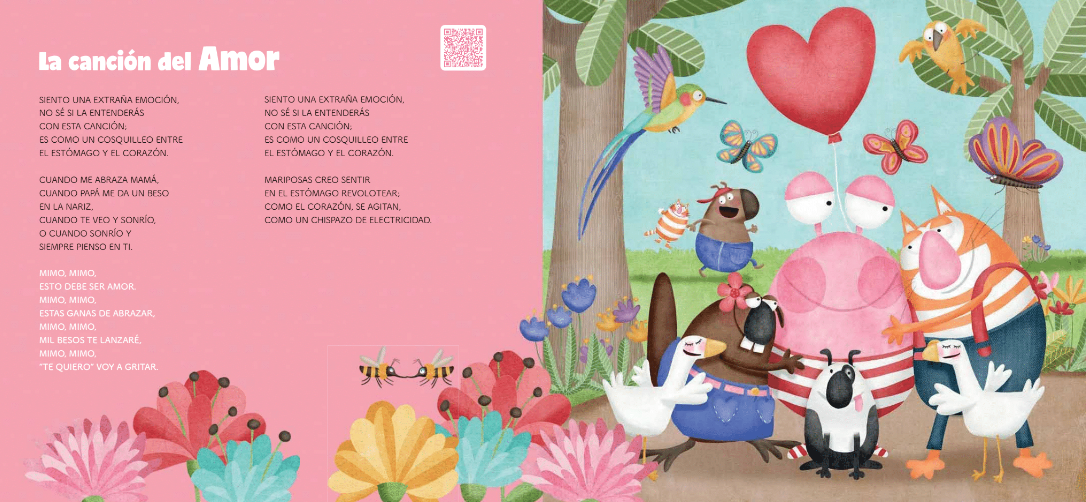 La canción del Amor
SIENTO UNA EXTRAÑA EMOCIÓN,
NO SÉ SI LA ENTENDERÁS
CON ESTA CANCIÓN;
ES COMO UN COSQUILLEO ENTRE
EL ESTÓMAGO Y EL CORAZÓN.
CUANDO ME ABRAZA MAMÁ,
CUANDO PAPÁ ME DA UN BESO
EN LA NARIZ,
CUANDO TE VEO Y SONRÍO,
O CUANDO SONRÍO Y
SIEMPRE PIENSO EN TI.
MIMO, MIMO,
ESTO DEBE SER AMOR.
MIMO, MIMO,
ESTAS GANAS DE ABRAZAR,
MIMO, MIMO,
MIL BESOS TE LANZARÉ,
MIMO, MIMO,
"TE QUIERO" VOY A GRITAR.
SIENTO UNA EXTRAÑA EMOCIÓN,
NO SÉ SI LA ENTENDERÁS
CON ESTA CANCIÓN;
ES COMO UN COSQUILLEO ENTRE
EL ESTÓMAGO Y EL CORAZÓN.
MARIPOSAS CREO SENTIR
EN EL ESTÓMAGO REVOLOTEAR;
COMO EL CORAZÓN, SE AGITAN,
COMO UN CHISPAZO DE ELECTRICIDAD.